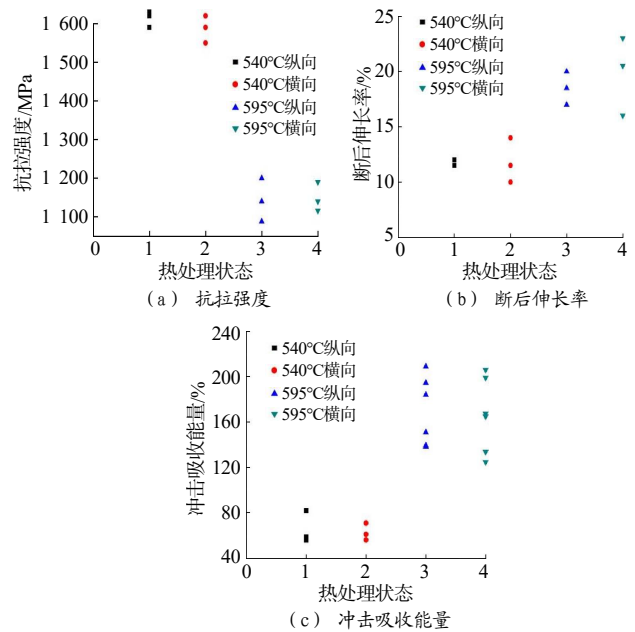 1 600
1 500
1 400
1 200
1 100
抗拉强度/MPa
540℃纵向
540℃横向
595℃纵向
595℃横向
0 1 2 3 4
热处理状态
(a) 抗拉强度
25
20
15
10
5
断后伸长率/%
540℃纵向
540℃横向
595℃纵向
595℃横向
0 1 2 3 4
热处理状态
(b) 断后伸长率
240
200
160
120
80
40
冲击吸收能量/%
540℃纵向
540℃横向
595℃纵向
595℃横向
0 1 2 3 4
热处理状态
(c) 冲击吸收能量